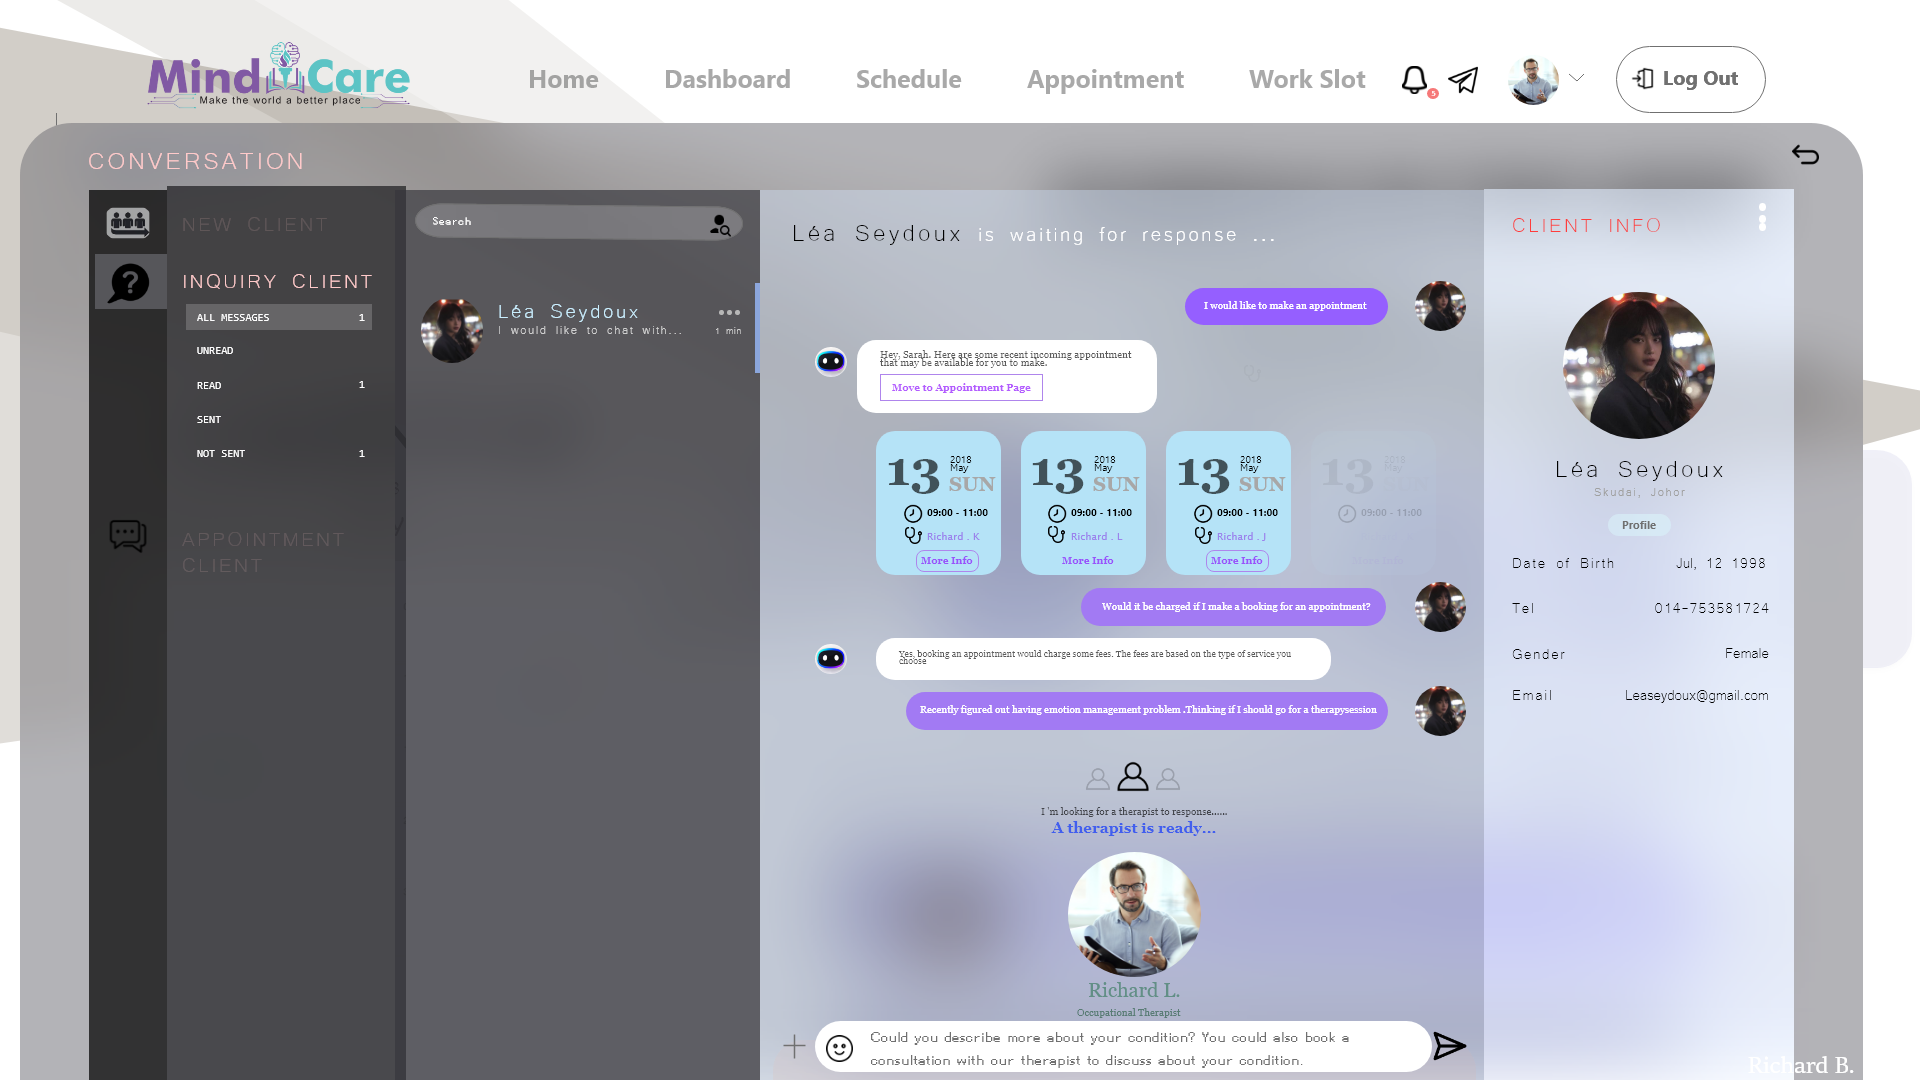 MindCare
Make the world a better place
Home
Dashboard
Schedule
Appointment
Work Slot
5
Log Out
CONVERSATION
NEW CLIENT
INQUIRY CLIENT
ALL MESSAGES 1
UNREAD
READ 1
SENT
NOT SENT 1
APPOINTMENT
CLIENT
Search
Léa Seydoux
I would like to chat with...
1 min
Léa Seydoux is waiting for response ...
I would like to make an appointment
Hey, Sarah. Here are some recent incoming appointment
that may be available for you to make.
Move to Appointment Page
13 2018 May SUN
09:00 - 11:00
Richard . K
More Info
13 2018 May SUN
09:00 - 11:00
Richard . L
More Info
13 2018 May SUN
09:00 - 11:00
Richard . J
More Info
13 2018 May SUN
09:00 - 11:00
More Info
Would it be charged if I make a booking for an appointment?
Yes, booking an appointment would charge some fees. The fees are based on the type of service you
choose
Recently figured out having emotion management problem .Thinking if I should go for a therapysession
I 'm looking for a therapist to response......
A therapist is ready...
Richard L.
Occupational Therapist
Could you describe more about your condition? You could also book a
consultation with our therapist to discuss about your condition.
CLIENT INFO
Léa Seydoux
Skudai, Johor
Profile
Date of Birth Jul, 12 1998
Tel 014-753581724
Gender Female
Email Leaseydoux@gmail.com
Richard B.